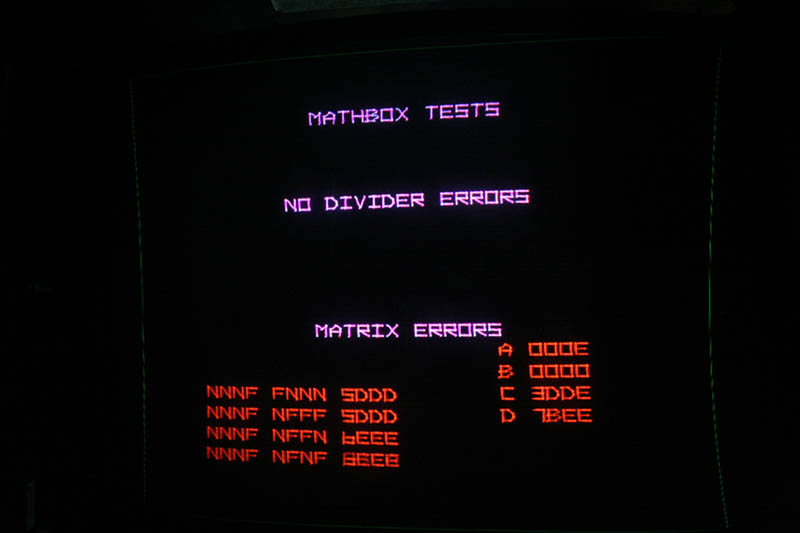 MATHBOX TESTS
NO DIVIDER ERRORS
MATRIX ERRORS
A 000E
B 0000
C 3DDE
D 7BEE
NNNF FNNN 5DDD
NNNF NFFF 5DDD
NNNF NFFN 6EEE
NNNF NFNF 6EEE